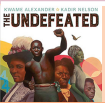 KWAME ALEXANDER & KADIR NELSON
THE UNDEFEATED